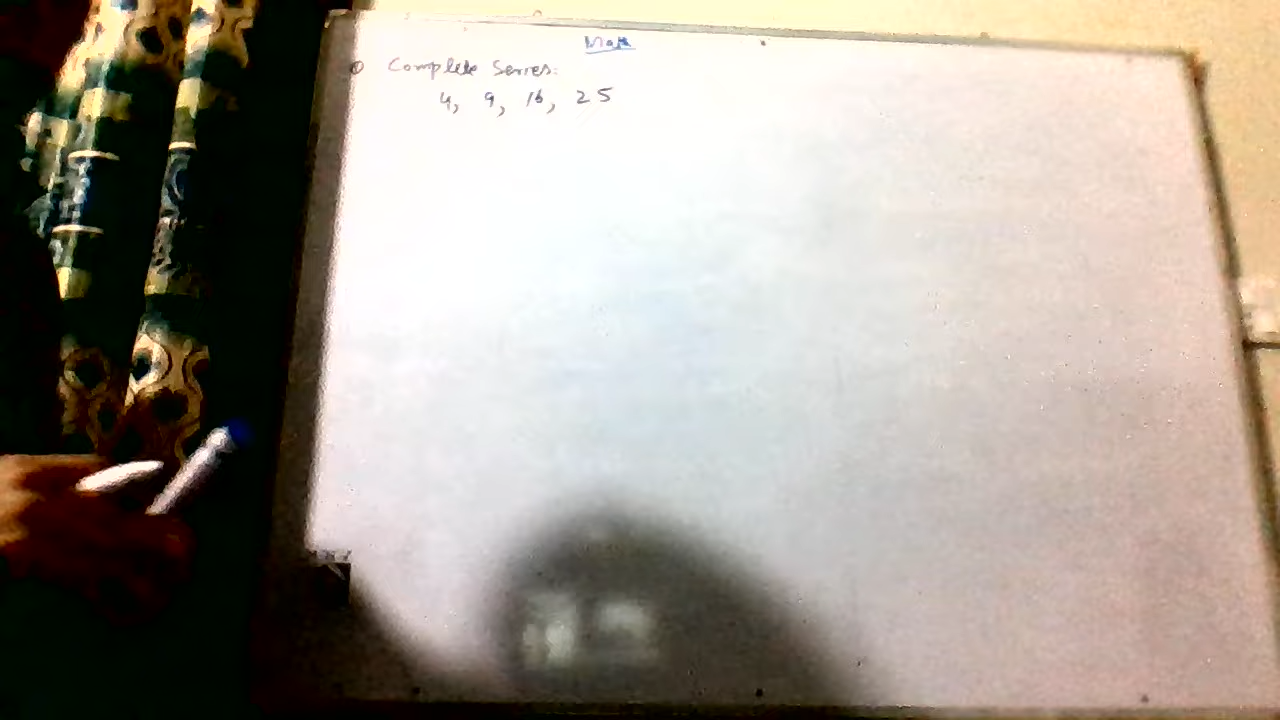 Math
① Complete Series:
4, 9, 16, 25